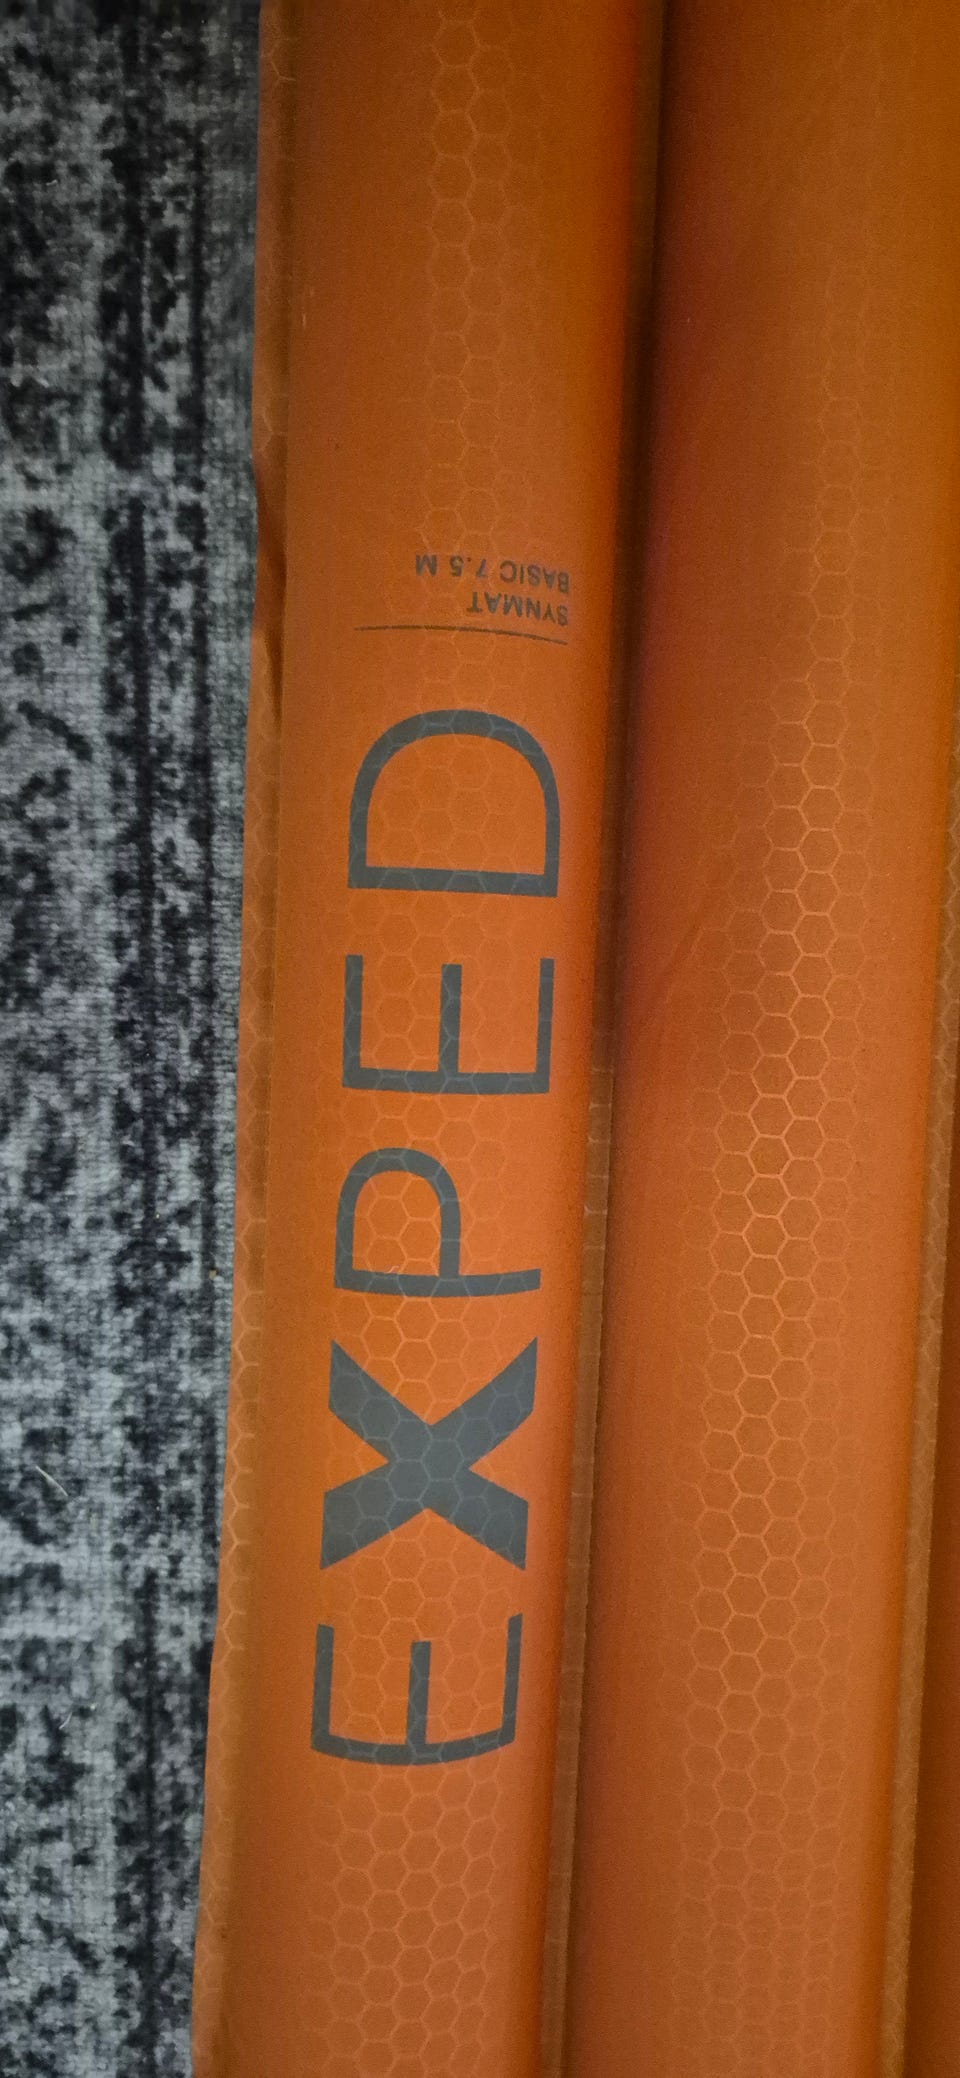 EXPED
SYNMAT
BASIC 7.5 M